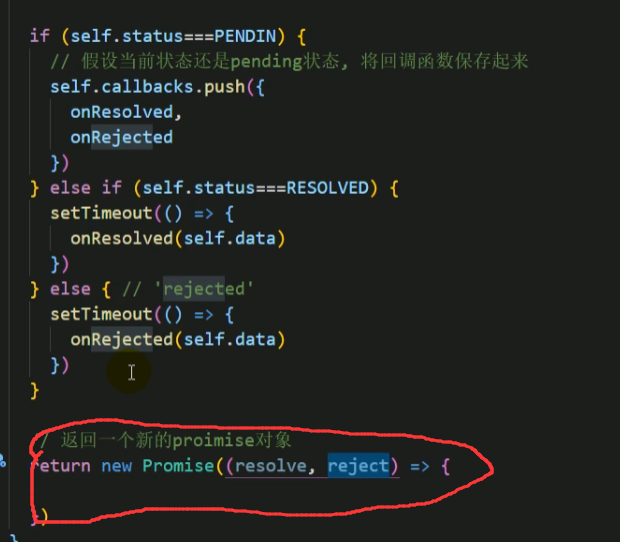 if (self.status===PENDIN) {
// 假设当前状态还是pending状态, 将回调函数保存起来
self.callbacks.push({
onResolved,
onRejected
})
} else if (self.status===RESOLVED) {
setTimeout(() => {
onResolved(self.data)
})
} else { // 'rejected'
setTimeout(() => {
onRejected(self.data)
})
}
/ 返回一个新的proimise对象
return new Promise((resolve, reject) => {
})
}